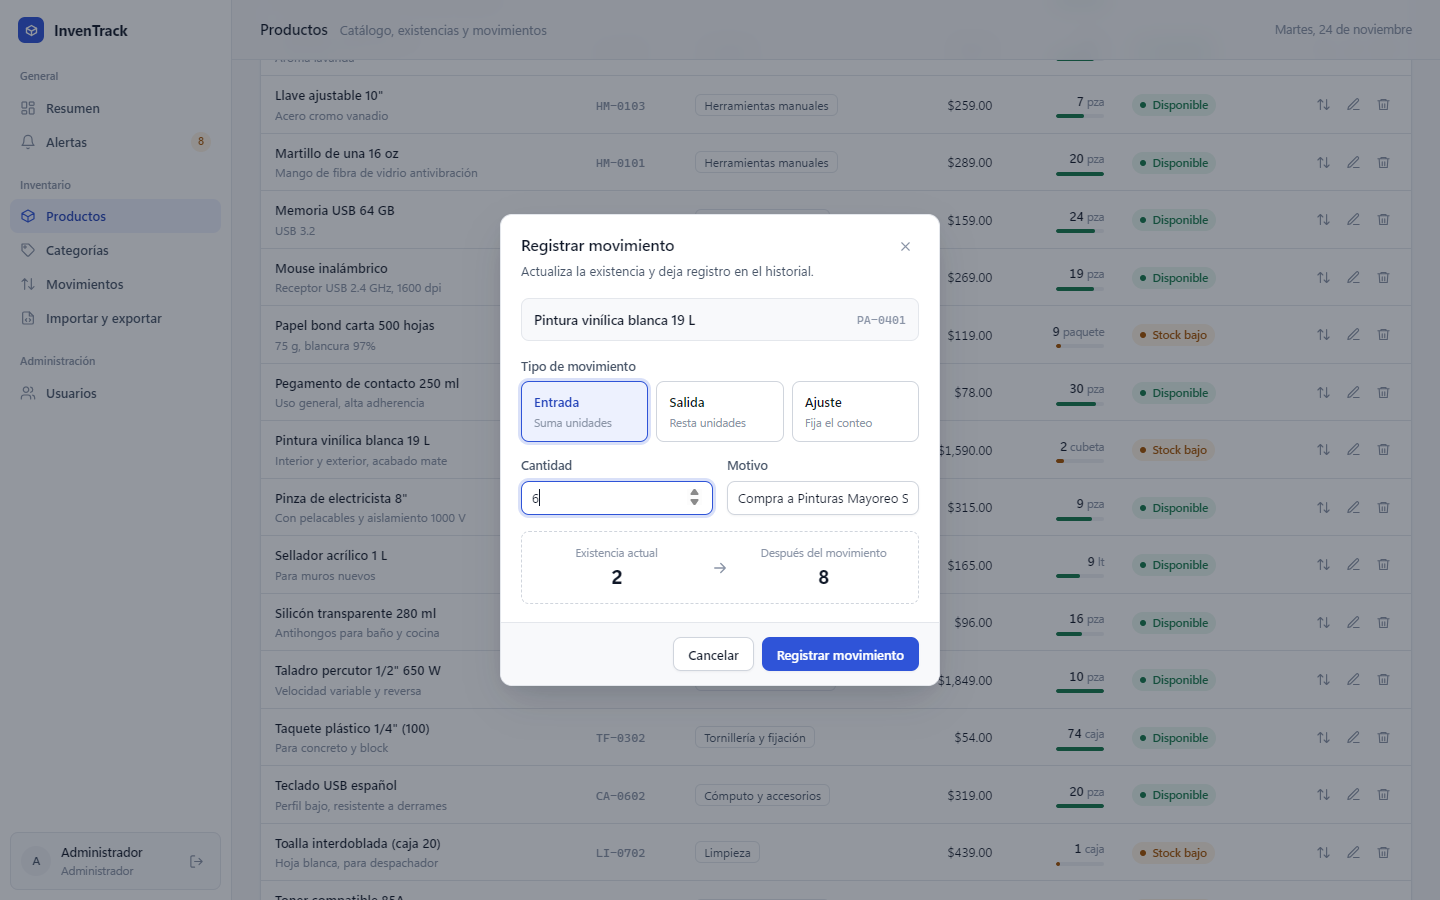 InvenTrack
General
Resumen
Alertas 8
Inventario
Productos
Categorías
Movimientos
Importar y exportar
Administración
Usuarios
A
Administrador
Administrador
Productos Catálogo, existencias y movimientos
Martes, 24 de noviembre
Llave ajustable 10"
Acero cromo vanadio
HM-0103 Herramientas manuales $259.00 7 pza Disponible
Martillo de una 16 oz
Mango de fibra de vidrio antivibración
HM-0101 Herramientas manuales $289.00 20 pza Disponible
Memoria USB 64 GB
USB 3.2
$159.00 24 pza Disponible
Mouse inalámbrico
Receptor USB 2.4 GHz, 1600 dpi
$269.00 19 pza Disponible
Papel bond carta 500 hojas
75 g, blancura 97%
$119.00 9 paquete Stock bajo
Pegamento de contacto 250 ml
Uso general, alta adherencia
$78.00 30 pza Disponible
Pintura vinílica blanca 19 L
Interior y exterior, acabado mate
$1,590.00 2 cubeta Stock bajo
Pinza de electricista 8"
Con pelacables y aislamiento 1000 V
$315.00 9 pza Disponible
Sellador acrílico 1 L
Para muros nuevos
$165.00 9 lt Disponible
Silicón transparente 280 ml
Antihongos para baño y cocina
$96.00 16 pza Disponible
Taladro percutor 1/2" 650 W
Velocidad variable y reversa
$1,849.00 10 pza Disponible
Taquete plástico 1/4" (100)
Para concreto y block
TF-0302 Tornillería y fijación $54.00 74 caja Disponible
Teclado USB español
Perfil bajo, resistente a derrames
CA-0602 Cómputo y accesorios $319.00 20 pza Disponible
Toalla interdoblada (caja 20)
Hoja blanca, para despachador
LI-0702 Limpieza $439.00 1 caja Stock bajo
Registrar movimiento
Actualiza la existencia y deja registro en el historial.
Pintura vinílica blanca 19 L PA-0401
Tipo de movimiento
Entrada
Suma unidades
Salida
Resta unidades
Ajuste
Fija el conteo
Cantidad
6
Motivo
Compra a Pinturas Mayoreo S
Existencia actual
2
Después del movimiento
8
Cancelar
Registrar movimiento